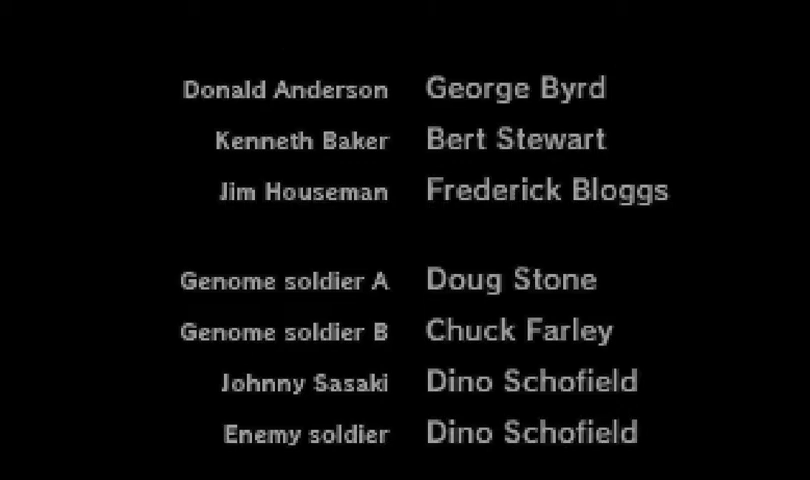 Donald Anderson George Byrd
Kenneth Baker Bert Stewart
Jim Houseman Frederick Bloggs
Genome soldier A Doug Stone
Genome soldier B Chuck Farley
Johnny Sasaki Dino Schofield
Enemy soldier Dino Schofield